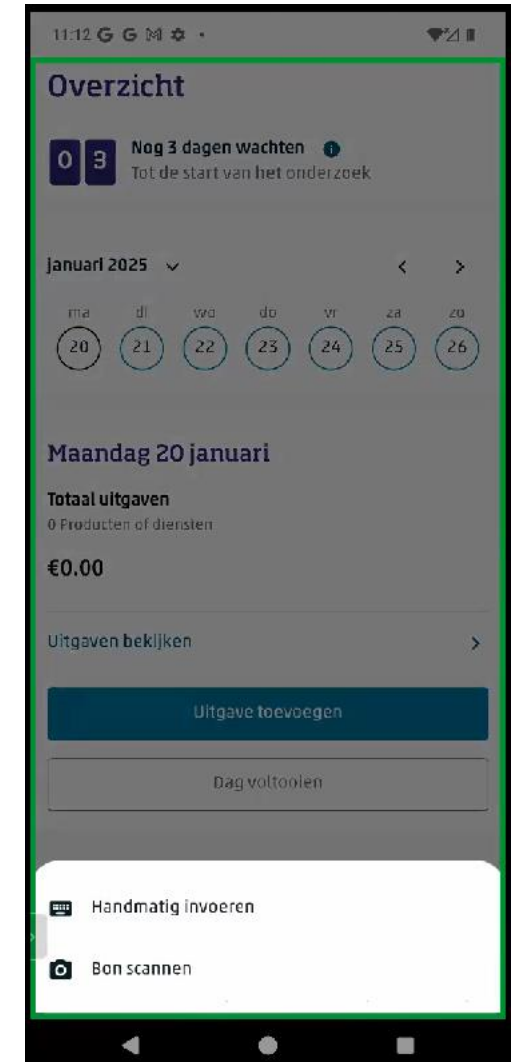 11:12 G G M
Overzicht
0 3
Nog 3 dagen wachten
Tot de start van het onderzoek
januari 2025
ma di wo do vr za zo
20 21 22 23 24 25 26
Maandag 20 januari
Totaal uitgaven
0 Producten of diensten
€0.00
Uitgaven bekijken
Uitgave toevoegen
Dag voltooien
Handmatig invoeren
Bon scannen